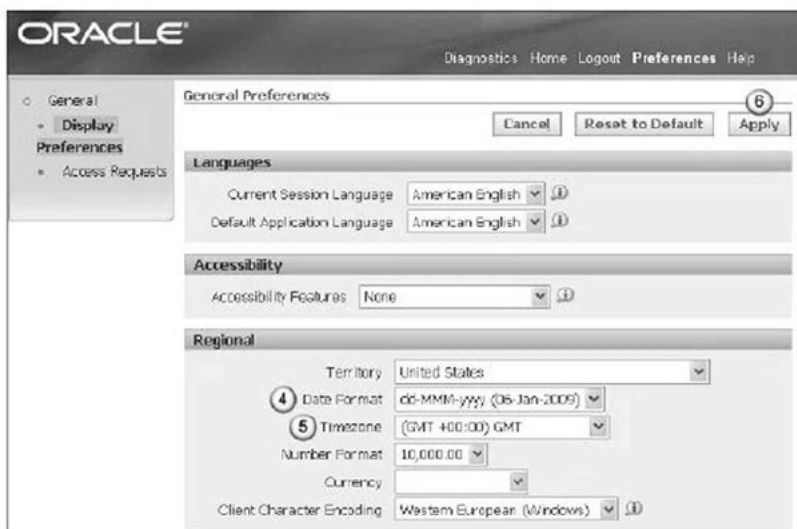 ORACLE
Diagnostics Home Logout Preferences Help
General
Display
Preferences
Access Requests
General Preferences
6
Cancel Reset to Default Apply
Languages
Current Session Language American English
Default Application Language American English
Accessibility
Accessibility Features None
Regional
Territory United States
4 Date Format dd-MMM-yyyy (06-Jan-2009)
5 Timezone (GMT +00:00) GMT
Number Format 10,000.00
Currency
Client Character Encoding Western European (Windows)